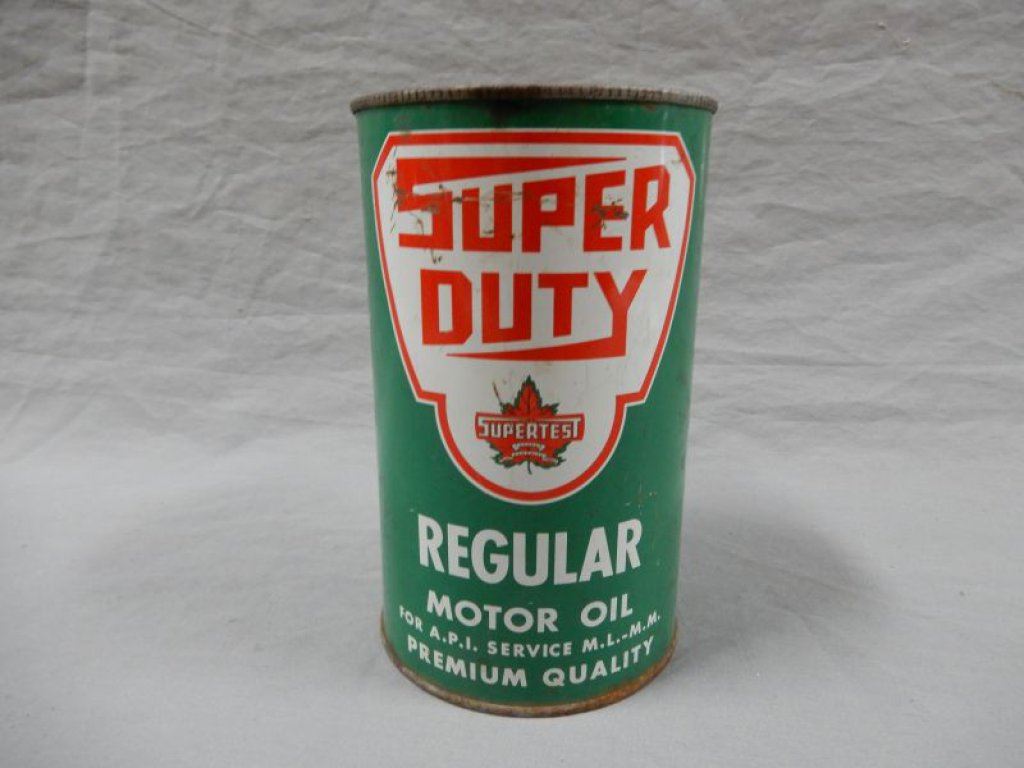 SUPER
DUTY
SUPERTEST
REGULAR
MOTOR OIL
FOR A.P.I. SERVICE M.L.-M.M.
PREMIUM QUALITY